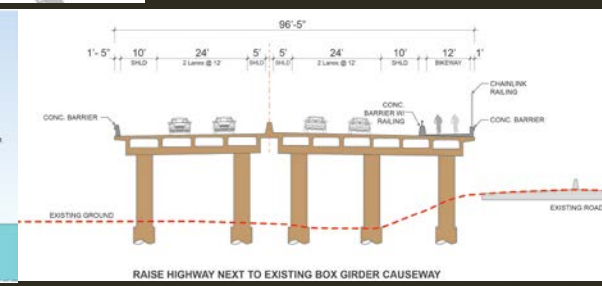 96'-5"
1'- 5" 10' 24' 5' 5' 24' 10' 12' 1'
SHLD 2 Lanes @ 12' SHLD SHLD 2 Lanes @ 12' SHLD BIKEWAY
CHAINLINK
RAILING
CONC.
BARRIER W/
RAILING
CONC. BARRIER
CONC. BARRIER
EXISTING GROUND
EXISTING ROAD
RAISE HIGHWAY NEXT TO EXISTING BOX GIRDER CAUSEWAY